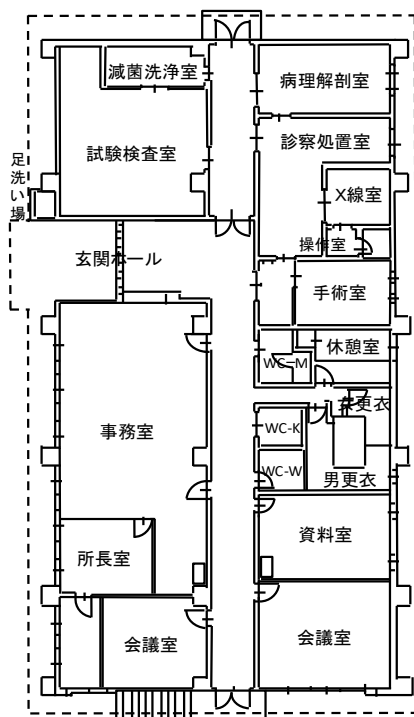 減菌洗浄室
病理解剖室
試験検査室
診察処置室
足洗い場
X線室
操作室
玄関ホール
手術室
休憩室
WC-M
女更衣
事務室
WC-K
WC-W
男更衣
資料室
所長室
会議室
会議室